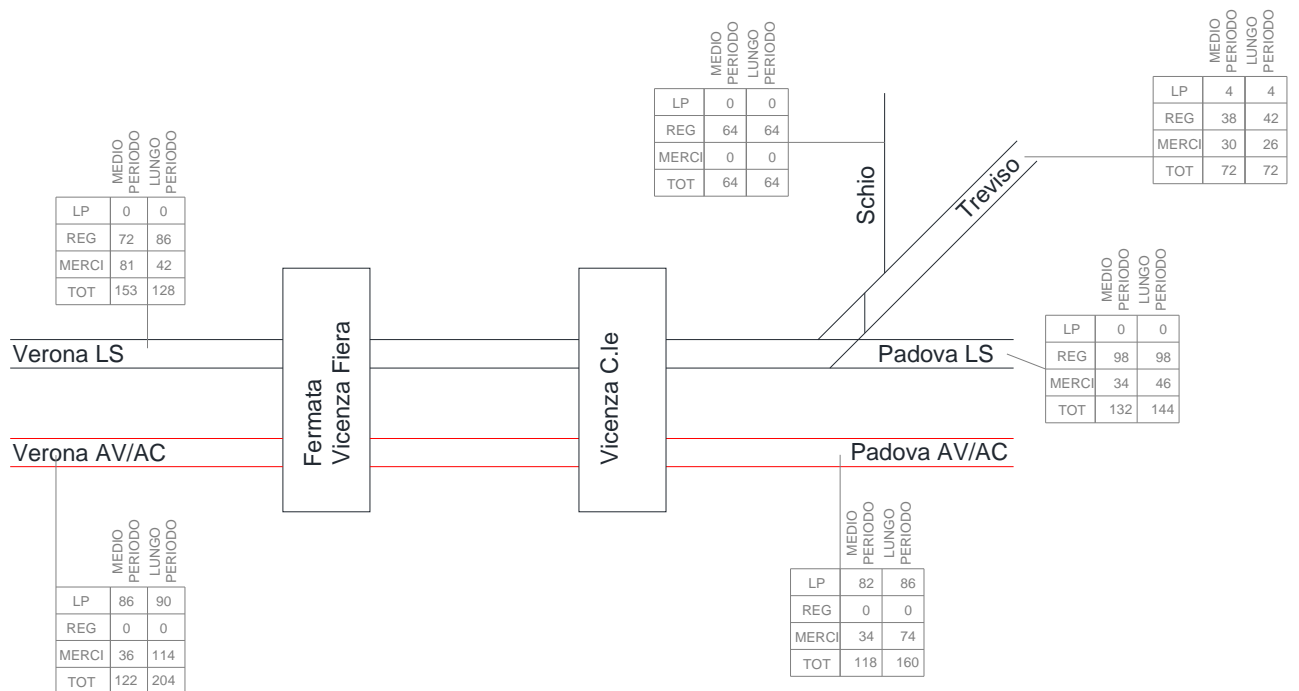 MEDIO PERIODO LUNGO PERIODO
LP 0 0
REG 64 64
MERCI 0 0
TOT 64 64
MEDIO PERIODO LUNGO PERIODO
LP 4 4
REG 38 42
MERCI 30 26
TOT 72 72
MEDIO PERIODO LUNGO PERIODO
LP 0 0
REG 72 86
MERCI 81 42
TOT 153 128
Schio
Treviso
MEDIO PERIODO LUNGO PERIODO
LP 0 0
REG 98 98
MERCI 34 46
TOT 132 144
Verona LS
Fermata
Vicenza Fiera
Vicenza C.le
Padova LS
Verona AV/AC
Padova AV/AC
MEDIO PERIODO LUNGO PERIODO
LP 86 90
REG 0 0
MERCI 36 114
TOT 122 204
MEDIO PERIODO LUNGO PERIODO
LP 82 86
REG 0 0
MERCI 34 74
TOT 118 160